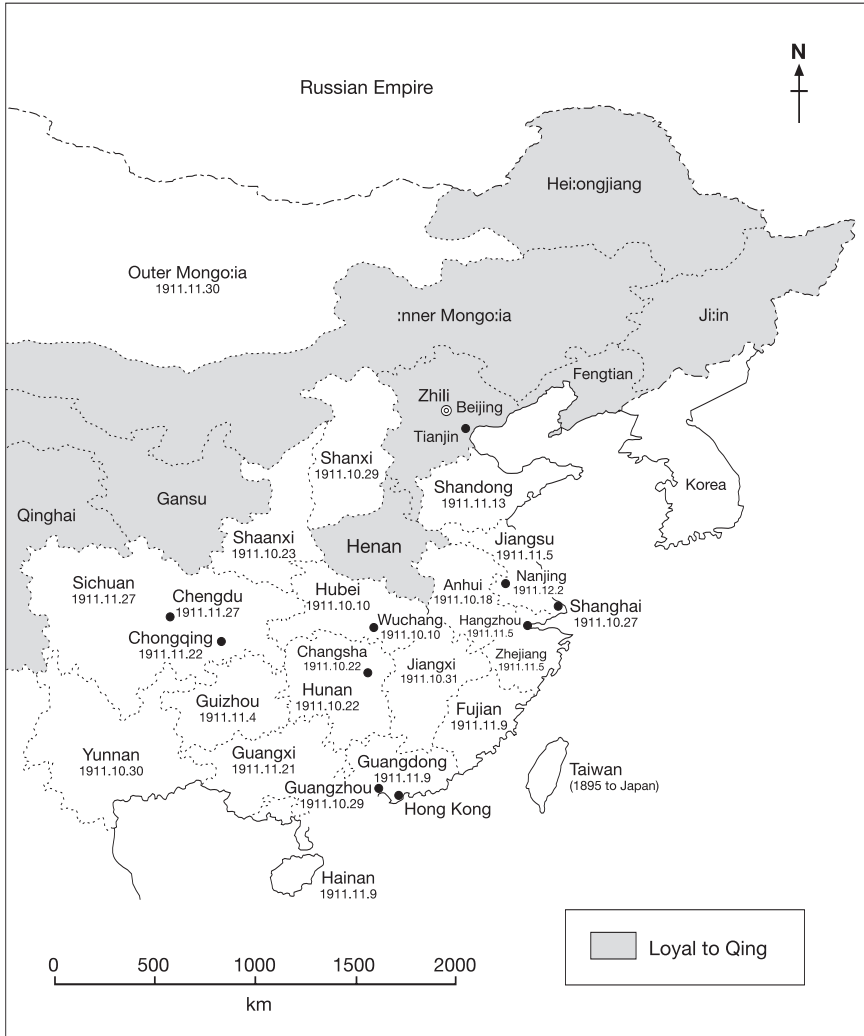 N
Russian Empire
Hei:ongjiang
Outer Mongo:ia
1911.11.30
:nner Mongo:ia
Ji:in
Fengtian
Zhili
Beijing
Tianjin
Shanxi
1911.10.29
Shandong
1911.11.13
Korea
Gansu
Qinghai
Shaanxi
1911.10.23
Henan
Jiangsu
1911.11.5
Sichuan
1911.11.27
Chengdu
1911.11.27
Chongqing
1911.11.22
Hubei
1911.10.10
Wuchang
1911.10.10
Anhui
1911.10.18
Nanjing
1911.12.2
Shanghai
1911.10.27
Hangzhou
1911.11.5
Zhejiang
1911.11.5
Changsha
1911.10.22
Hunan
1911.10.22
Jiangxi
1911.10.31
Guizhou
1911.11.4
Fujian
1911.11.9
Yunnan
1911.10.30
Guangxi
1911.11.21
Guangdong
1911.11.9
Guangzhou
1911.10.29
Hong Kong
Taiwan
(1895 to Japan)
Hainan
1911.11.9
Loyal to Qing
0 500 1000 1500 2000
km